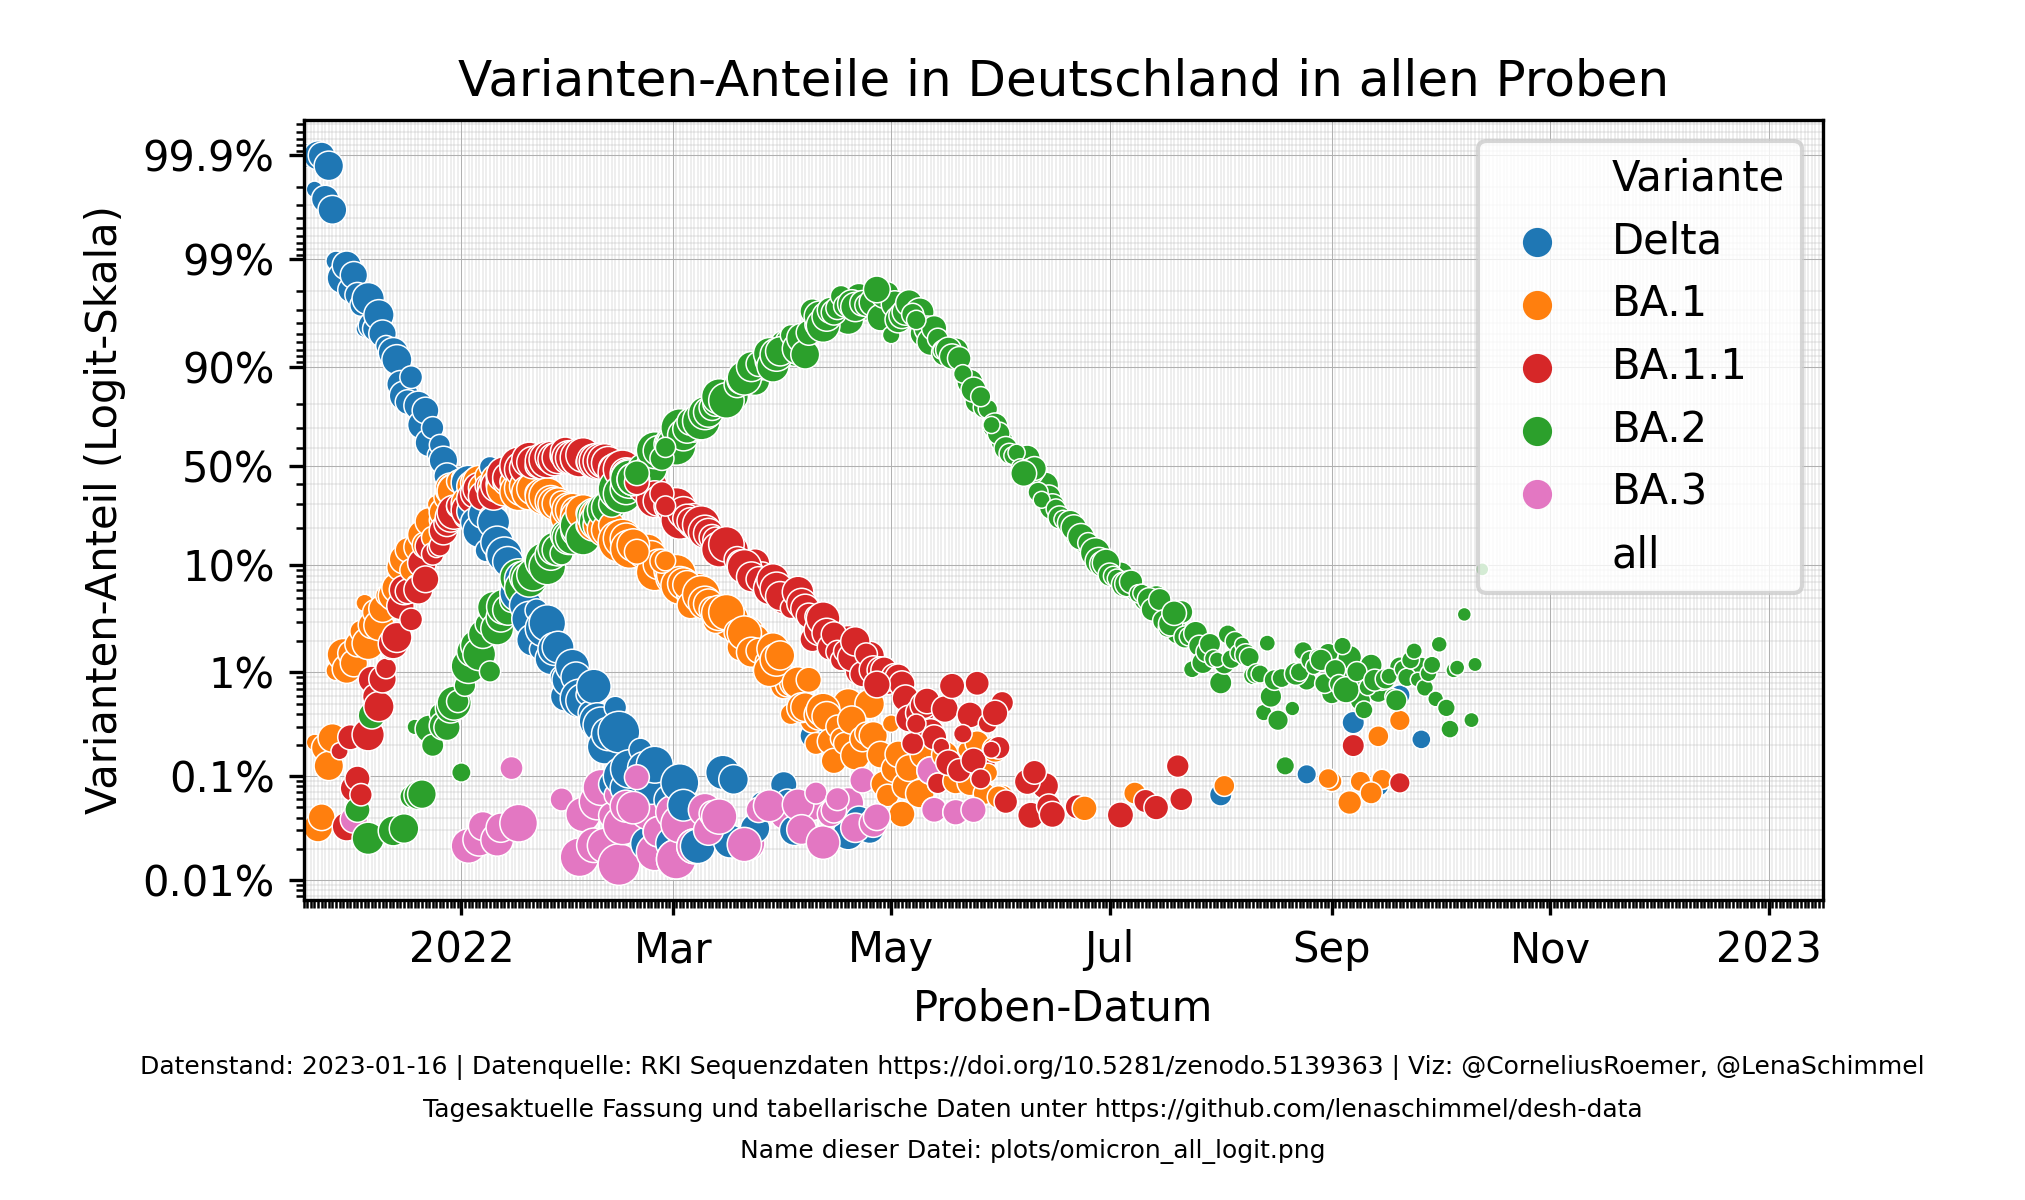 Varianten-Anteile in Deutschland in allen Proben
Varianten-Anteil (Logit-Skala)
99.9%
99%
90%
50%
10%
1%
0.1%
0.01%
Variante
Delta
BA.1
BA.1.1
BA.2
BA.3
all
2022
Mar
May
Jul
Sep
Nov
2023
Proben-Datum
Datenstand: 2023-01-16 | Datenquelle: RKI Sequenzdaten https://doi.org/10.5281/zenodo.5139363 | Viz: @CorneliusRoemer, @LenaSchimmel
Tagesaktuelle Fassung und tabellarische Daten unter https://github.com/lenaschimmel/desh-data
Name dieser Datei: plots/omicron_all_logit.png